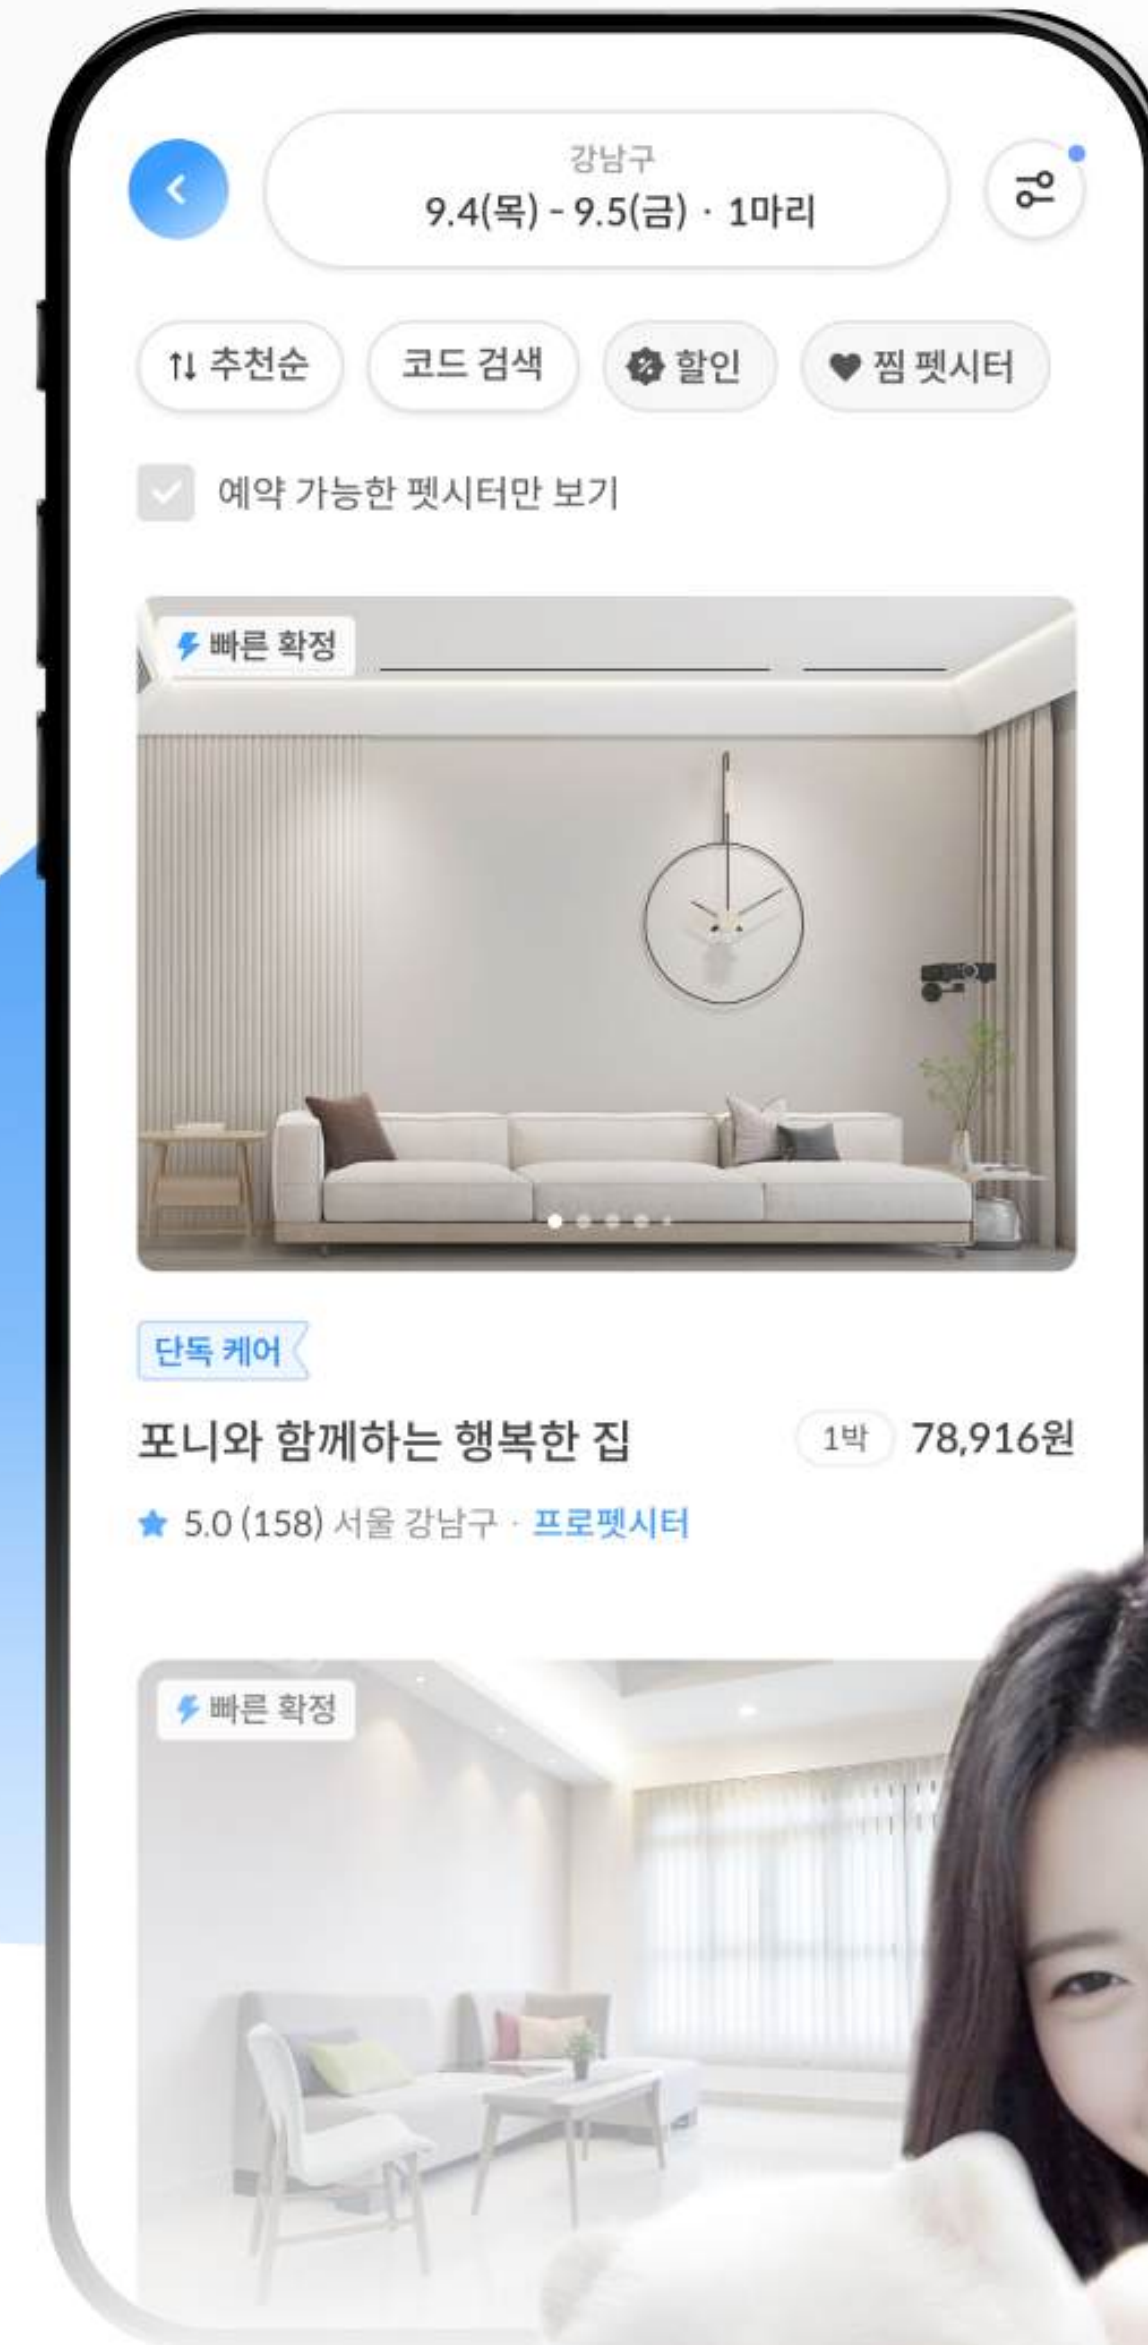 강남구
9.4(목) - 9.5(금) · 1마리
추천순 코드 검색 할인 찜 펫시터
예약 가능한 펫시터만 보기
빠른 확정
단독 케어
포니와 함께하는 행복한 집 1박 78,916원
5.0 (158) 서울 강남구 · 프로펫시터
빠른 확정